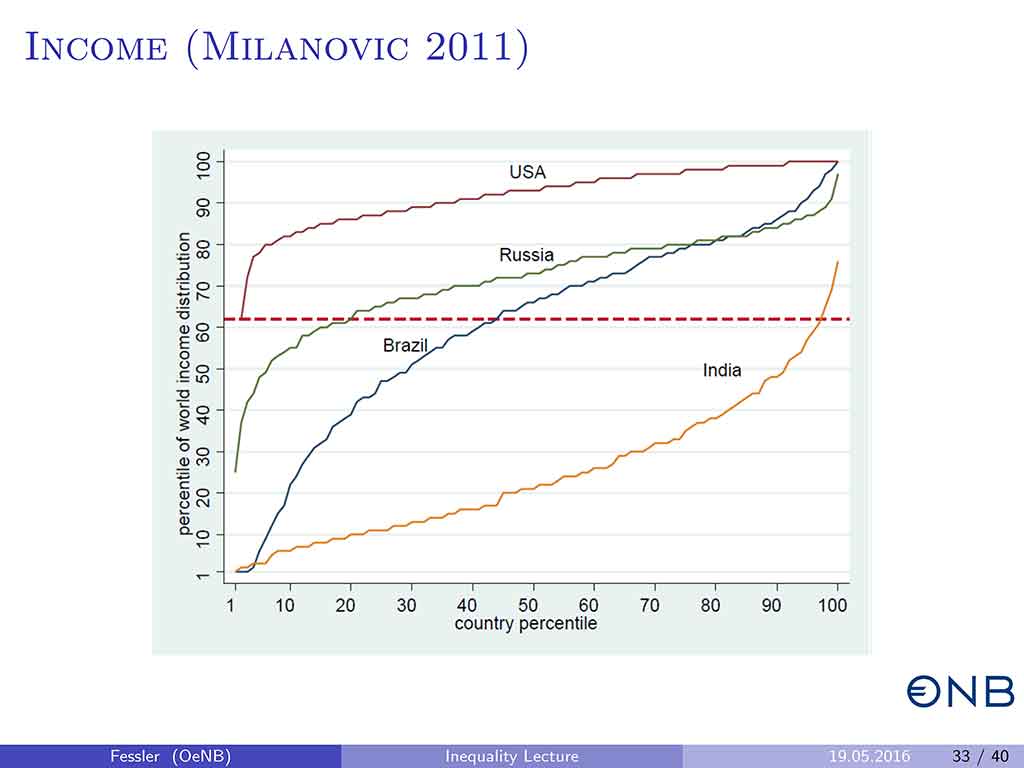 Income (Milanovic 2011)
percentile of world income distribution
100
90
80
70
60
50
40
30
20
10
1
USA
Russia
Brazil
India
1 10 20 30 40 50 60 70 80 90 100
country percentile
€NB
Fessler (OeNB) Inequality Lecture 19.05.2016 33 / 40